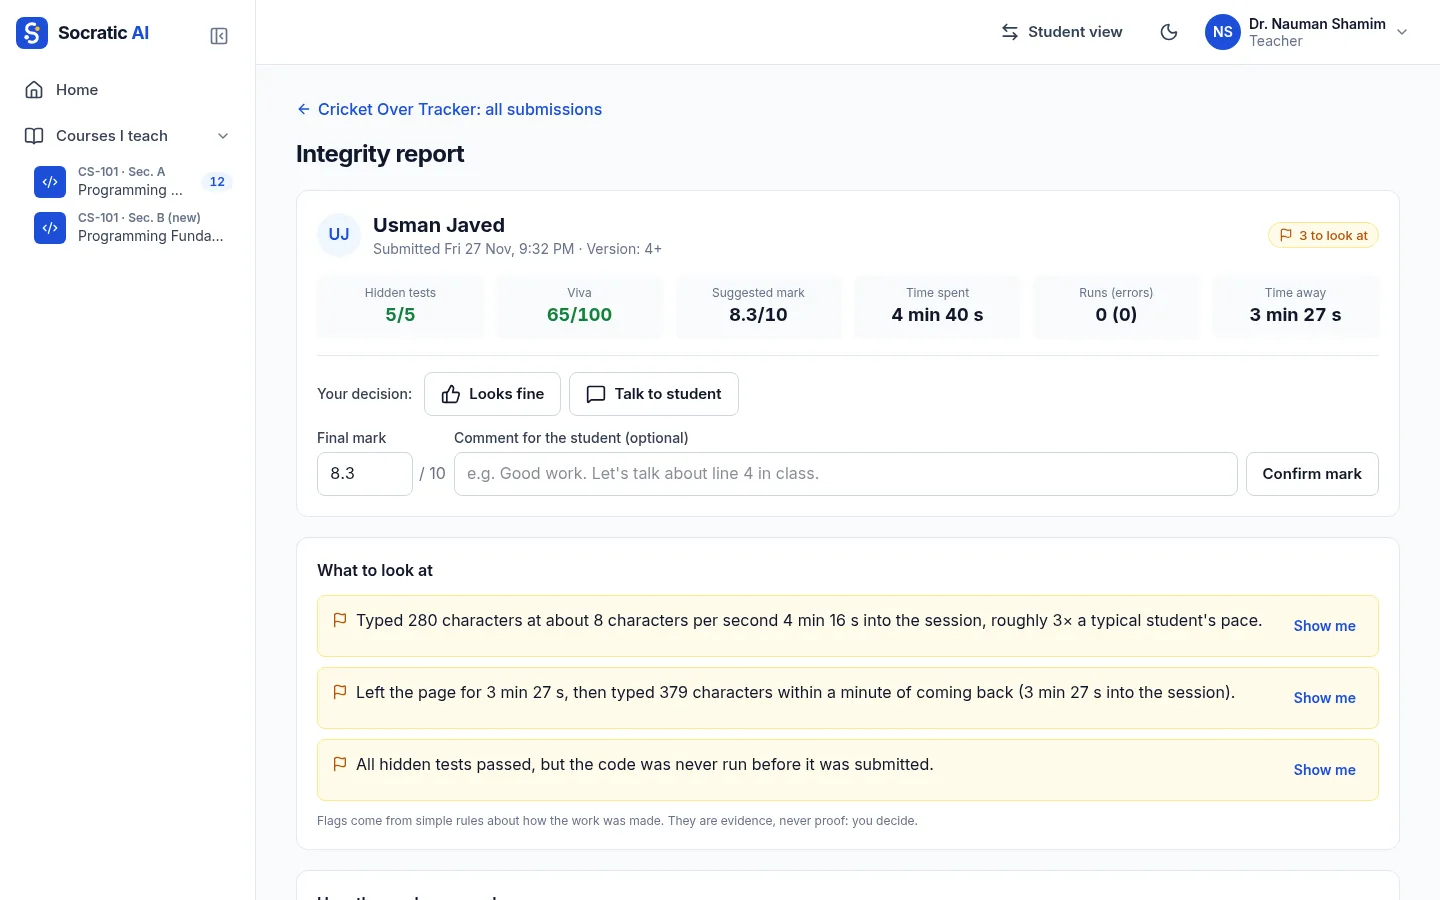 Socratic AI
Student view
NS
Dr. Nauman Shamim
Teacher
Home
Courses I teach
CS-101 · Sec. A
Programming ...
12
CS-101 · Sec. B (new)
Programming Funda...
← Cricket Over Tracker: all submissions
Integrity report
UJ
Usman Javed
Submitted Fri 27 Nov, 9:32 PM · Version: 4+
3 to look at
Hidden tests
5/5
Viva
65/100
Suggested mark
8.3/10
Time spent
4 min 40 s
Runs (errors)
0 (0)
Time away
3 min 27 s
Your decision:
Looks fine
Talk to student
Final mark
8.3
/ 10
Comment for the student (optional)
e.g. Good work. Let's talk about line 4 in class.
Confirm mark
What to look at
Typed 280 characters at about 8 characters per second 4 min 16 s into the session, roughly 3× a typical student's pace.
Show me
Left the page for 3 min 27 s, then typed 379 characters within a minute of coming back (3 min 27 s into the session).
Show me
All hidden tests passed, but the code was never run before it was submitted.
Show me
Flags come from simple rules about how the work was made. They are evidence, never proof: you decide.